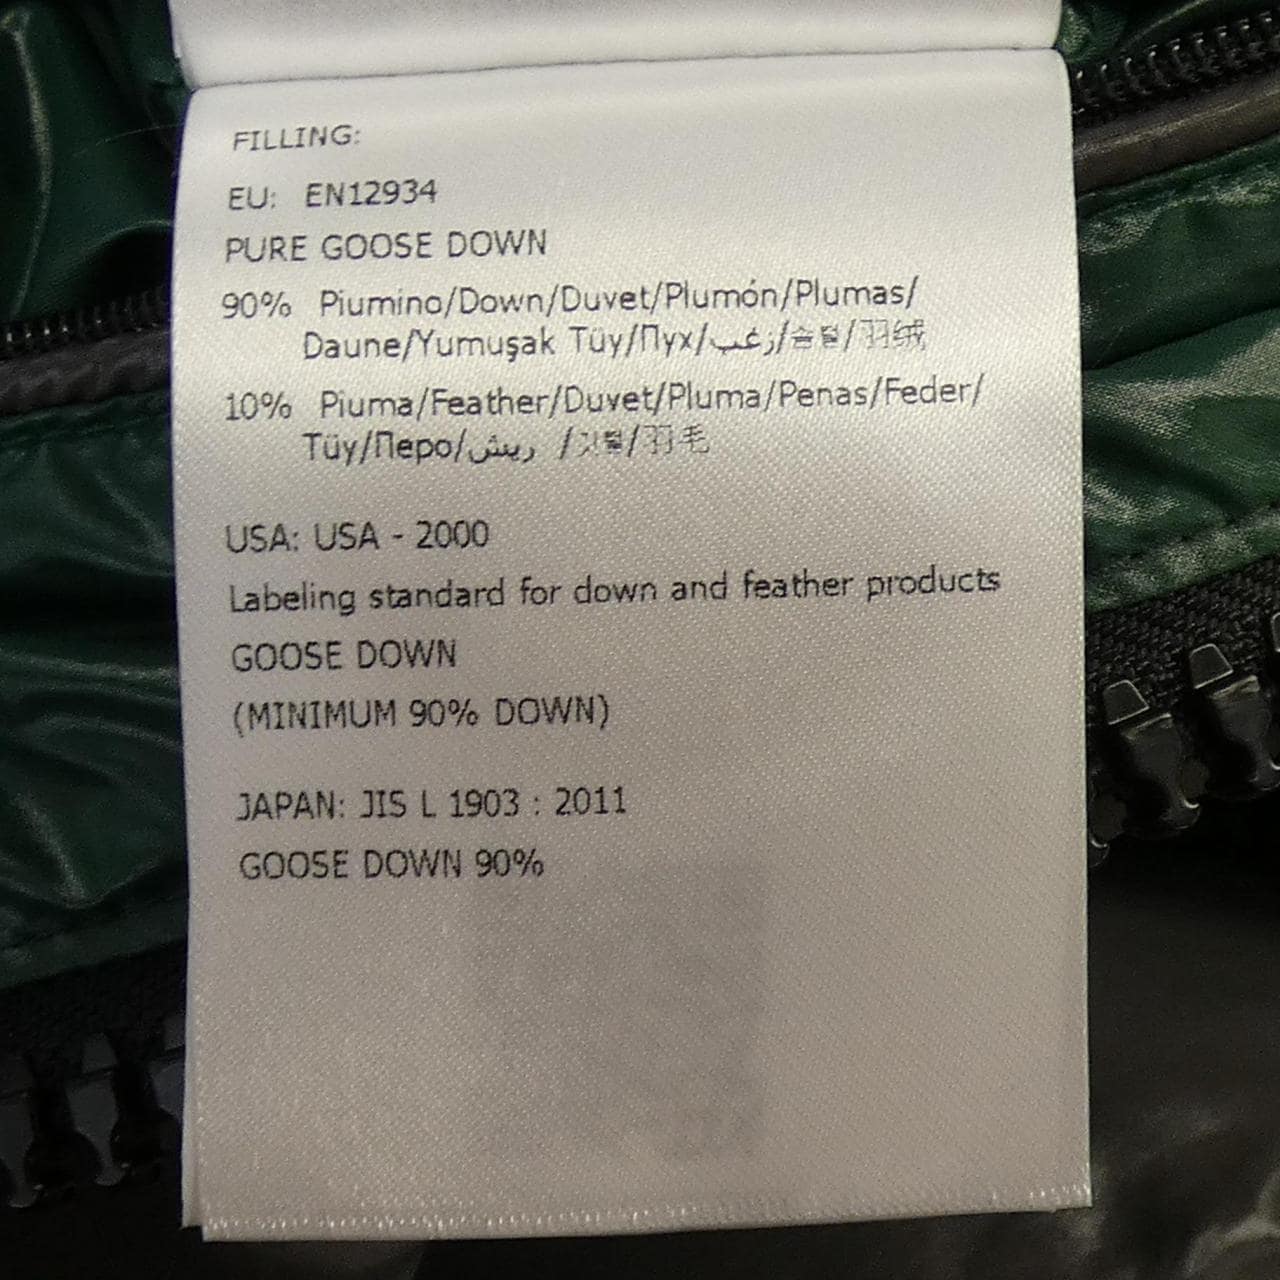 FILLING:
EU: EN12934
PURE GOOSE DOWN
90% Piumino/Down/Duvet/Plumón/Plumas/
Daune/Yumuşak Tüy/Пух/زغب/솜털/羽绒
10% Piuma/Feather/Duvet/Pluma/Penas/Feder/
Tüy/Перо/ريش /깃털/羽毛
USA: USA - 2000
Labeling standard for down and feather products
GOOSE DOWN
(MINIMUM 90% DOWN)
JAPAN: JIS L 1903 : 2011
GOOSE DOWN 90%